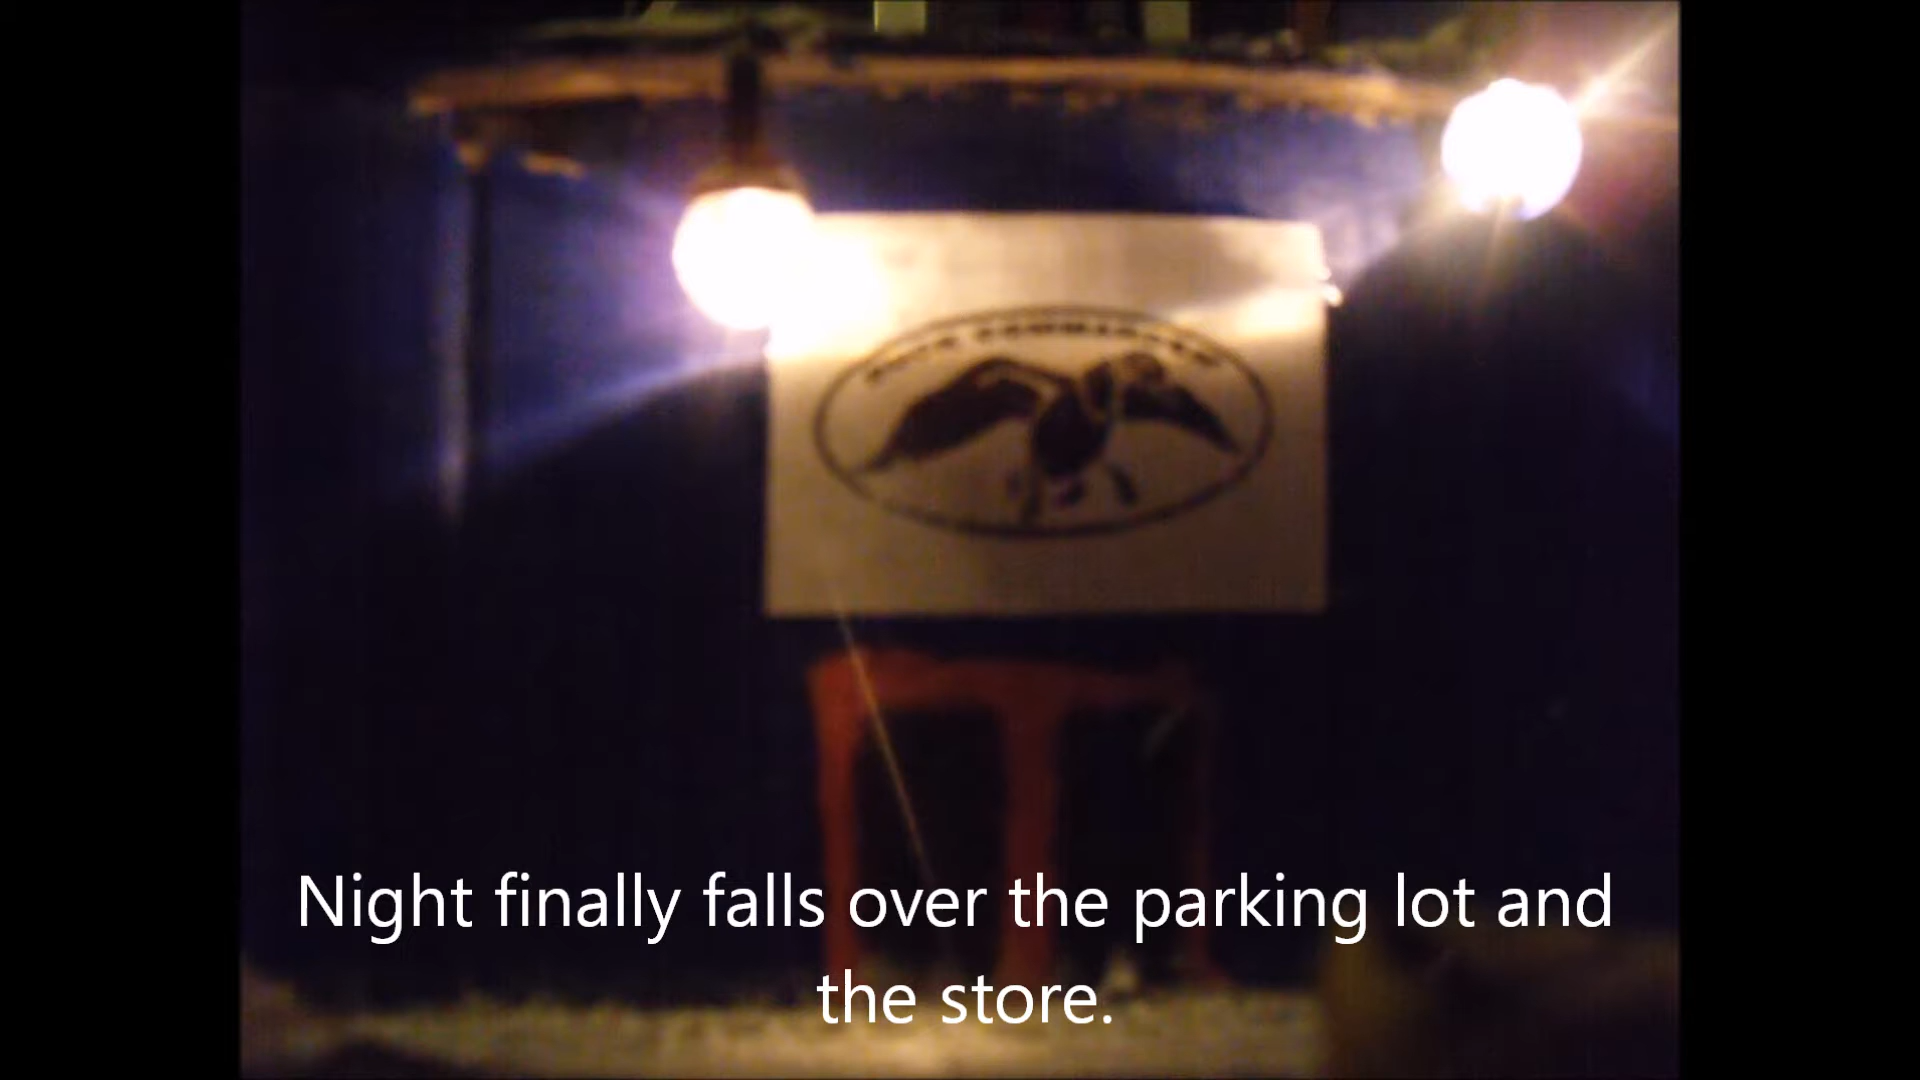 Night finally falls over the parking lot and
the store.